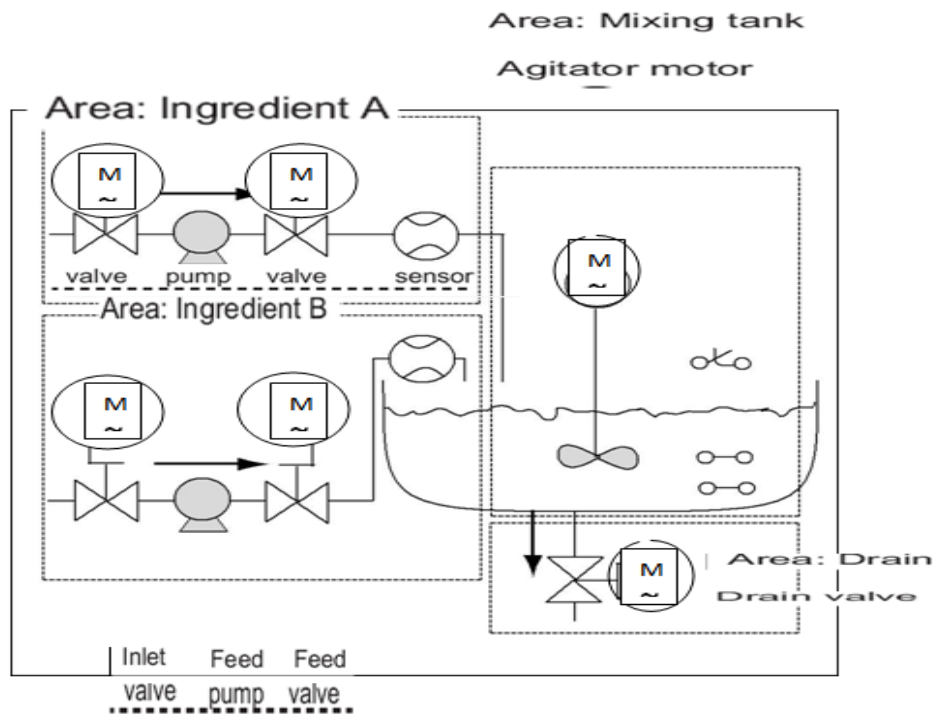 Area: Mixing tank
Agitator motor
Area: Ingredient A
M
~
M
~
valve pump valve sensor
M
~
Area: Ingredient B
M
~
M
~
Area: Drain
M
~
Drain valve
Inlet Feed Feed
valve pump valve